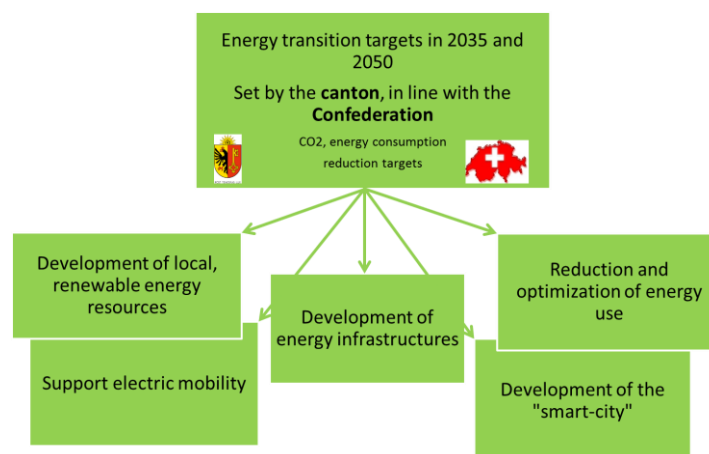 Energy transition targets in 2035 and
2050
Set by the canton, in line with the
Confederation
CO2, energy consumption
reduction targets
Development of local,
renewable energy
resources
Support electric mobility
Development of
energy infrastructures
Reduction and
optimization of energy
use
Development of the
"smart-city"